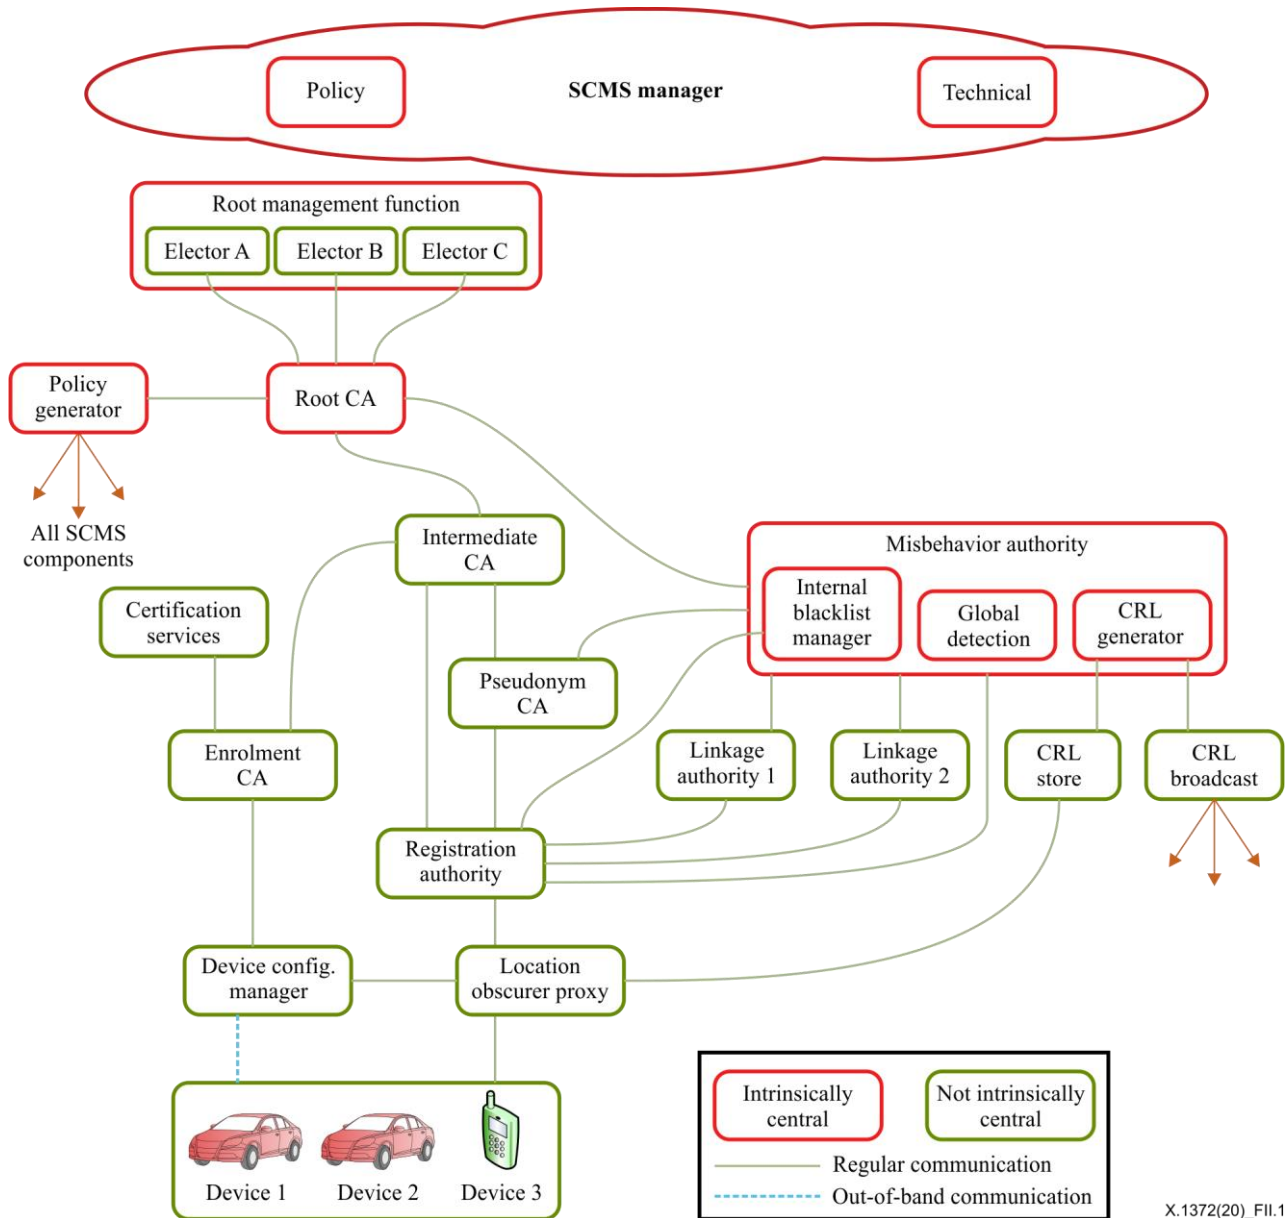 Policy
SCMS manager
Technical
Root management function
Elector A
Elector B
Elector C
Policy
generator
Root CA
All SCMS
components
Intermediate
CA
Misbehavior authority
Internal
blacklist
manager
Global
detection
CRL
generator
Certification
services
Pseudonym
CA
Enrolment
CA
Linkage
authority 1
Linkage
authority 2
CRL
store
CRL
broadcast
Registration
authority
Device config.
manager
Location
obscurer proxy
Device 1
Device 2
Device 3
Intrinsically
central
Not intrinsically
central
Regular communication
Out-of-band communication
X.1372(20)_FII.1